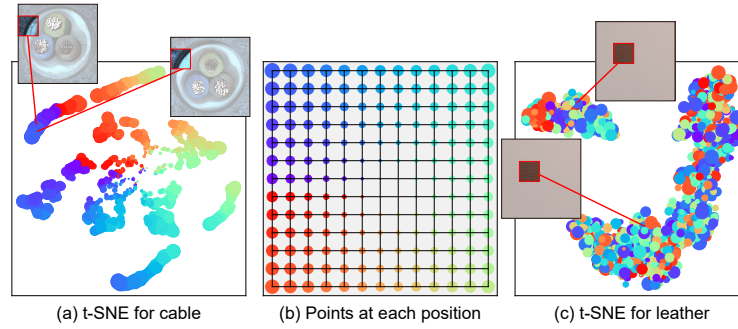 (a) t-SNE for cable
(b) Points at each position
(c) t-SNE for leather